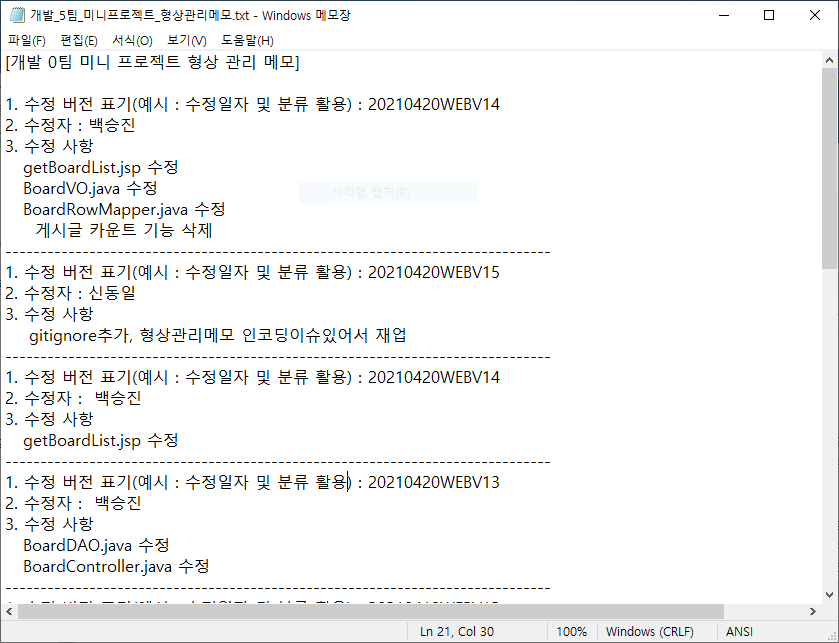 개발_5팀_미니프로젝트_형상관리메모.txt - Windows 메모장
파일(F) 편집(E) 서식(O) 보기(V) 도움말(H)
[개발 0팀 미니 프로젝트 형상 관리 메모]
1. 수정 버전 표기(예시 : 수정일자 및 분류 활용) : 20210420WEBV14
2. 수정자 : 백승진
3. 수정 사항
getBoardList.jsp 수정
BoardVO.java 수정
사각형 캡처(R)
BoardRowMapper.java 수정
게시글 카운트 기능 삭제
--------------------------------------------------------------------------------
1. 수정 버전 표기(예시 : 수정일자 및 분류 활용) : 20210420WEBV15
2. 수정자 : 신동일
3. 수정 사항
gitignore추가, 형상관리메모 인코딩이슈있어서 재업
--------------------------------------------------------------------------------
1. 수정 버전 표기(예시 : 수정일자 및 분류 활용) : 20210420WEBV14
2. 수정자 :  백승진
3. 수정 사항
getBoardList.jsp 수정
--------------------------------------------------------------------------------
1. 수정 버전 표기(예시 : 수정일자 및 분류 활용) : 20210420WEBV13
2. 수정자 :  백승진
3. 수정 사항
BoardDAO.java 수정
BoardController.java 수정
--------------------------------------------------------------------------------
Ln 21, Col 30 100% Windows (CRLF) ANSI